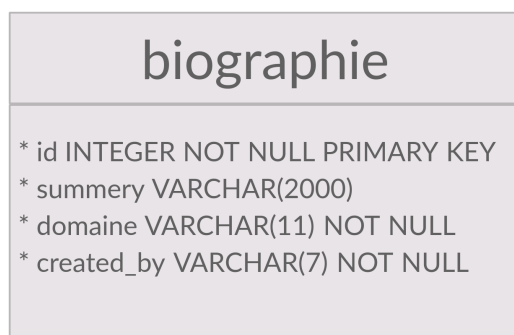 biographie
* id INTEGER NOT NULL PRIMARY KEY
* summery VARCHAR(2000)
* domaine VARCHAR(11) NOT NULL
* created_by VARCHAR(7) NOT NULL